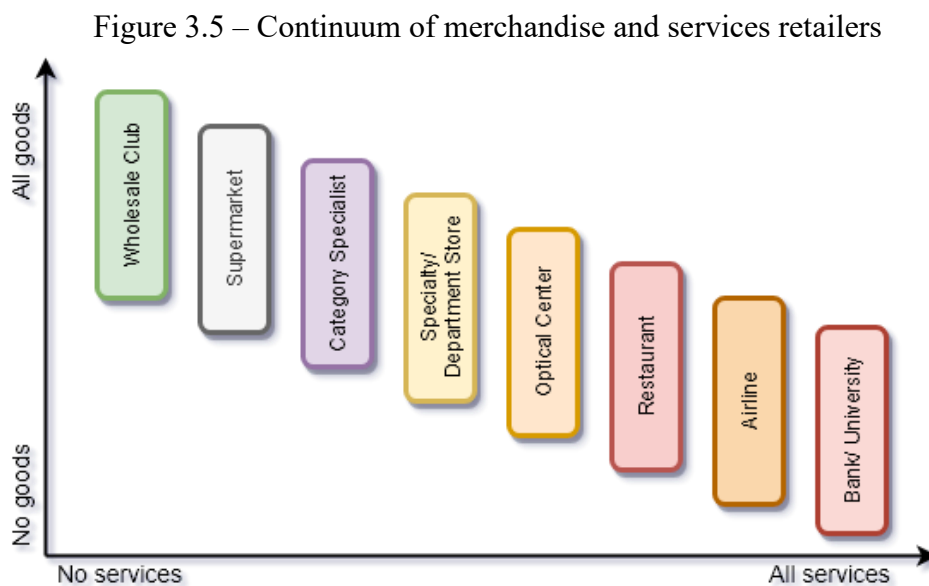 Figure 3.5 – Continuum of merchandise and services retailers
All goods
No goods
Wholesale Club
Supermarket
Category Specialist
Specialty/
Department Store
Optical Center
Restaurant
Airline
Bank/ University
No services
All services